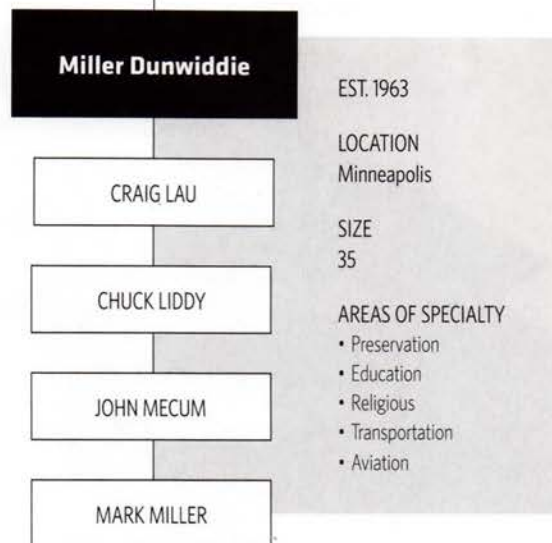 Miller Dunwiddie
CRAIG LAU
CHUCK LIDDY
JOHN MECUM
MARK MILLER
EST. 1963
LOCATION
Minneapolis
SIZE
35
AREAS OF SPECIALTY
• Preservation
• Education
• Religious
• Transportation
• Aviation